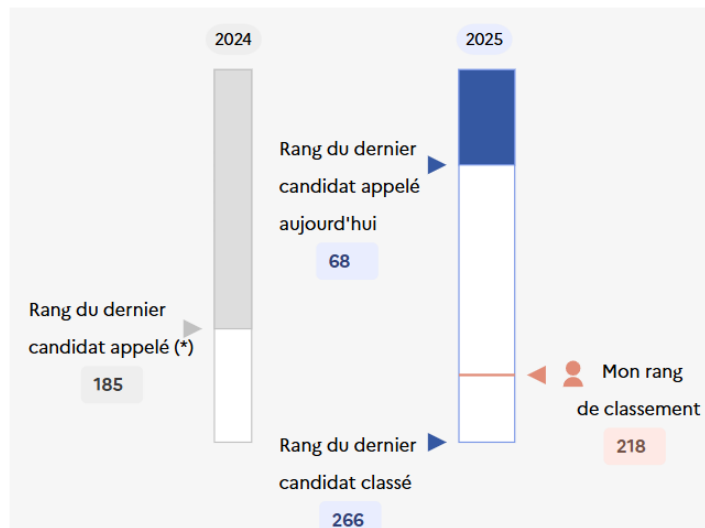 2024
2025
Rang du dernier
candidat appelé
aujourd'hui
68
Rang du dernier
candidat appelé (*)
185
Mon rang
de classement
218
Rang du dernier
candidat classé
266